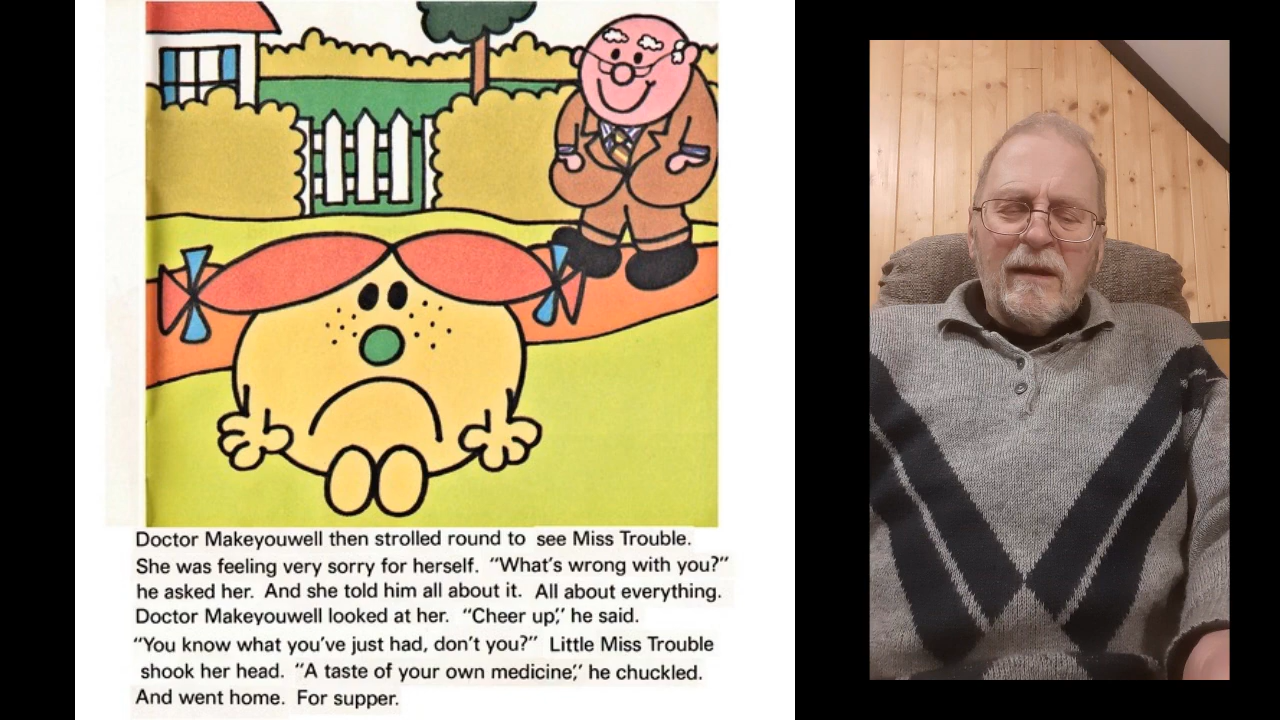 Doctor Makeyouwell then strolled round to see Miss Trouble.
She was feeling very sorry for herself. “What’s wrong with you?”
he asked her. And she told him all about it. All about everything.
Doctor Makeyouwell looked at her. “Cheer up,” he said.
“You know what you’ve just had, don’t you?” Little Miss Trouble
shook her head. “A taste of your own medicine,” he chuckled.
And went home. For supper.